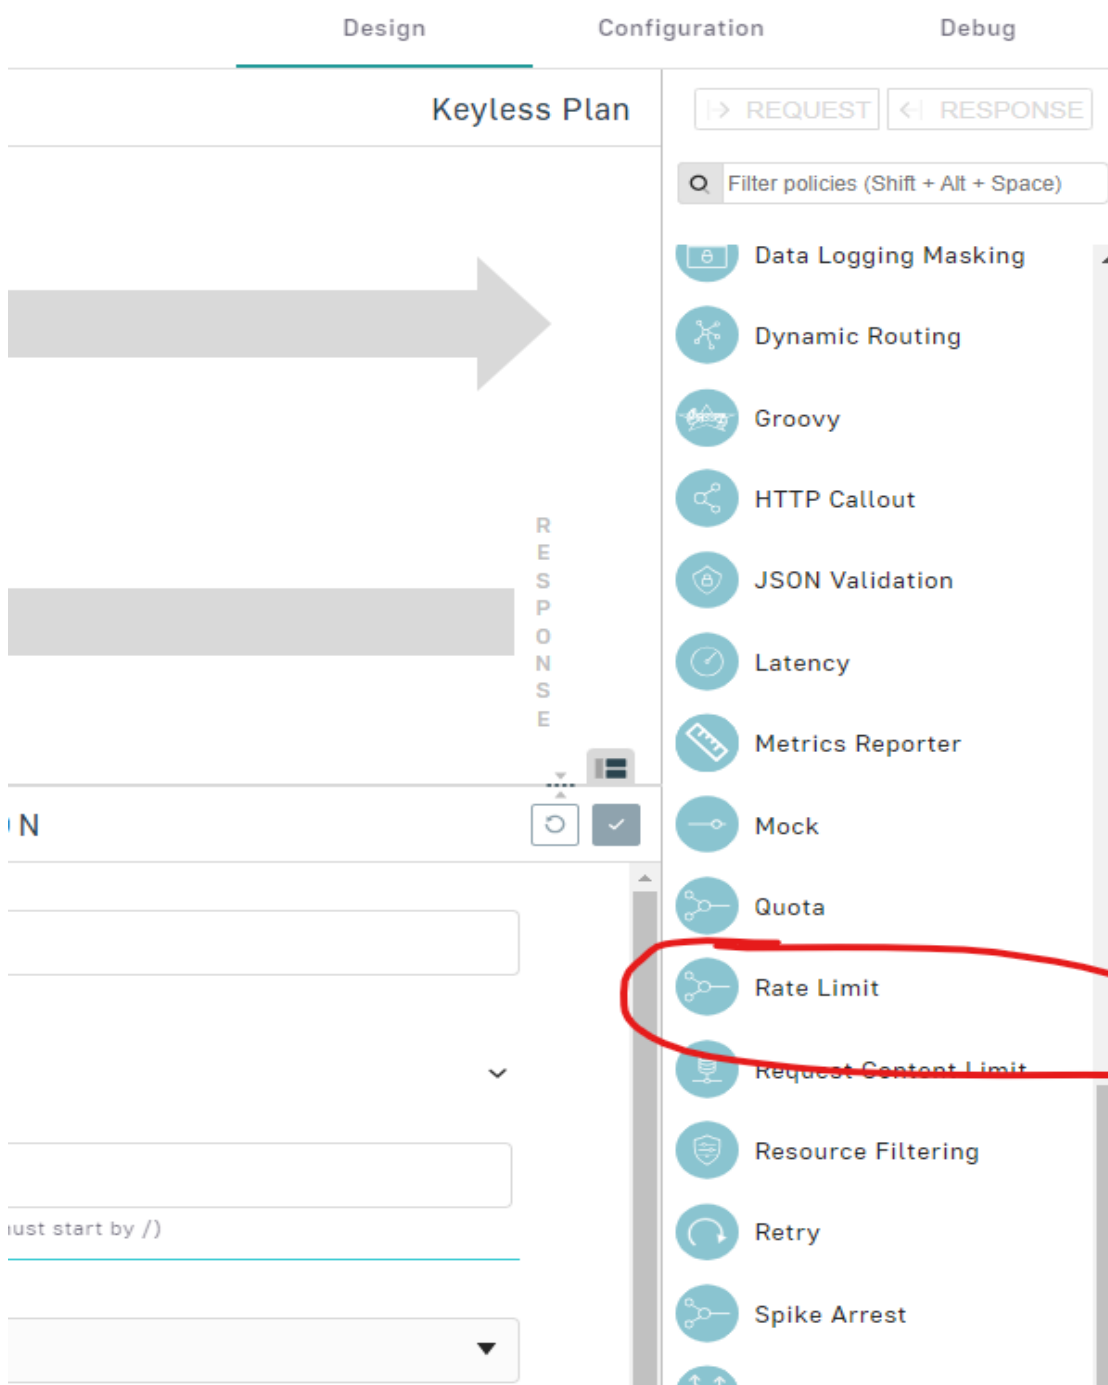 Design Configuration Debug
Keyless Plan
REQUEST RESPONSE
Filter policies (Shift + Alt + Space)
Data Logging Masking
Dynamic Routing
Groovy
HTTP Callout
JSON Validation
Latency
Metrics Reporter
Mock
Quota
Rate Limit
Request Content Limit
Resource Filtering
Retry
Spike Arrest
RESPONSE
N
start by /)